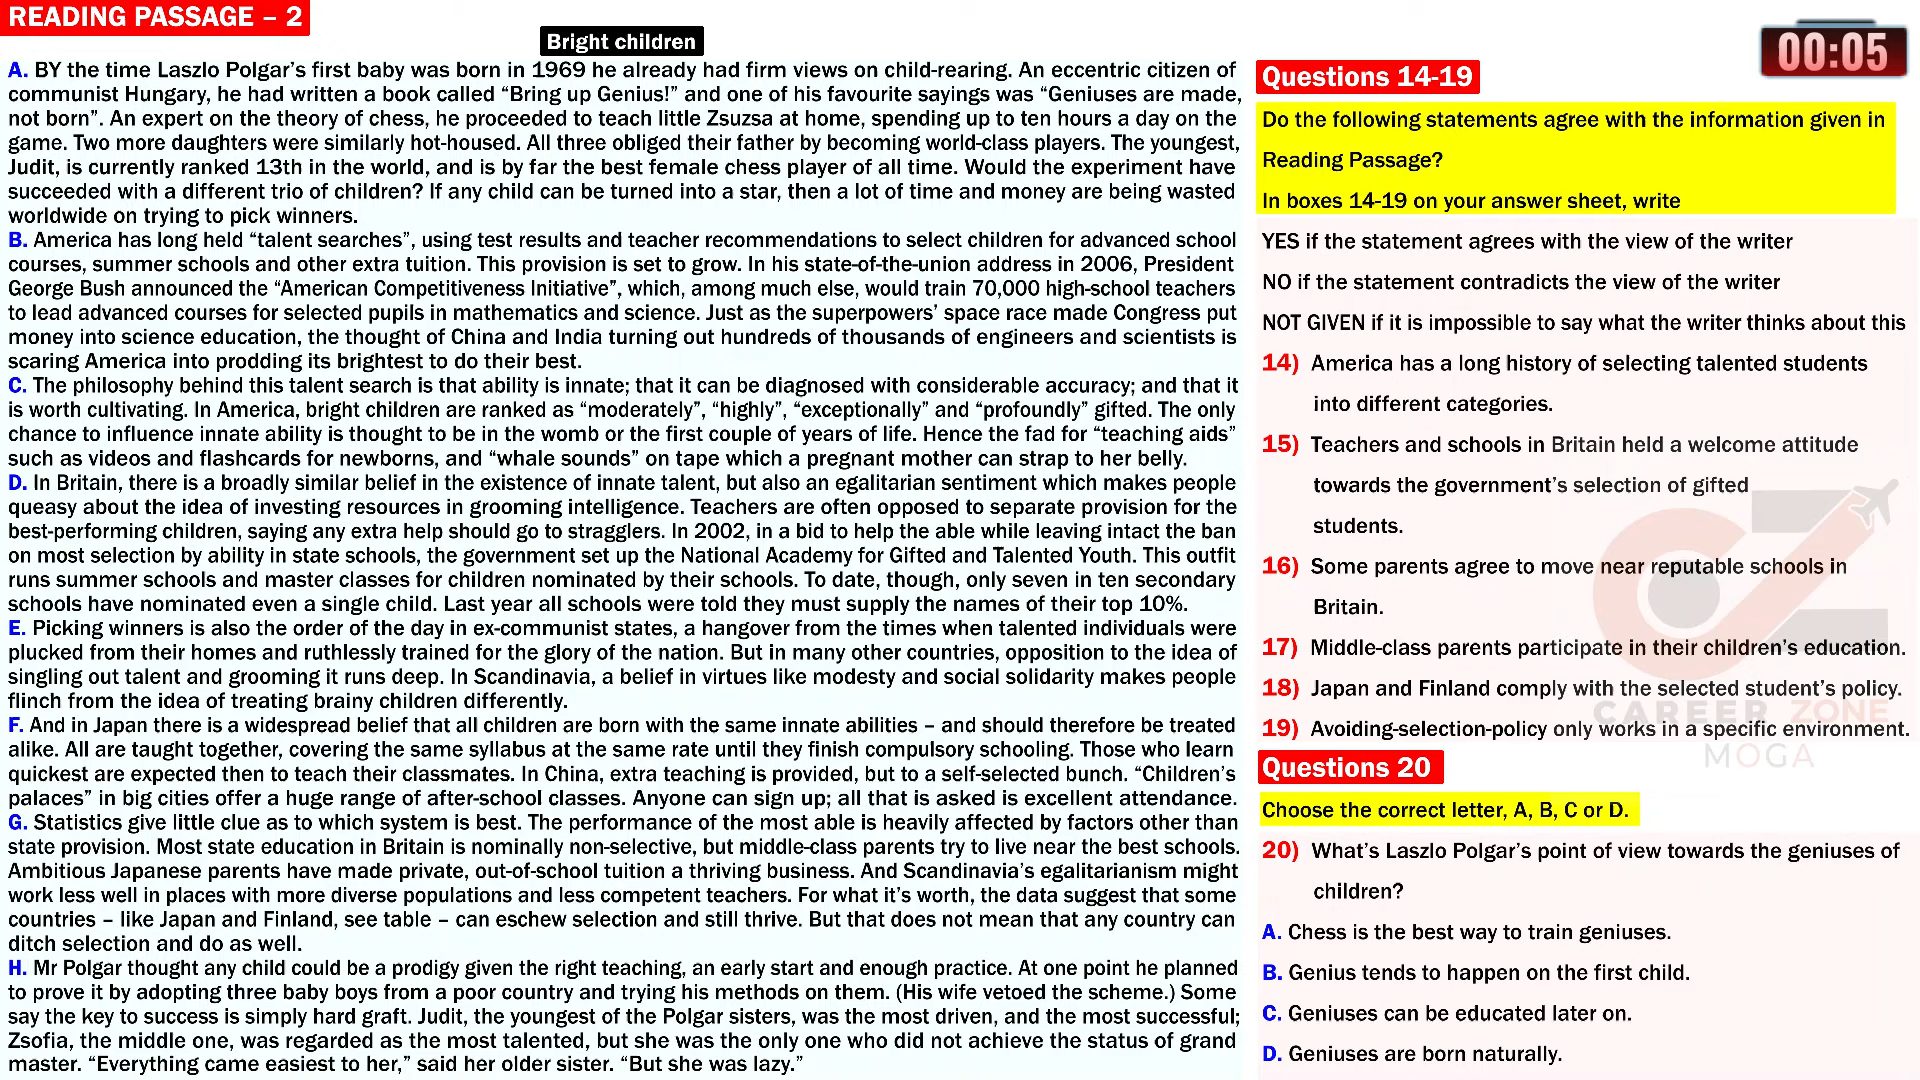 READING PASSAGE – 2
Bright children
A. BY the time Laszlo Polgar’s first baby was born in 1969 he already had firm views on child-rearing. An eccentric citizen of
communist Hungary, he had written a book called “Bring up Genius!” and one of his favourite sayings was “Geniuses are made,
not born”. An expert on the theory of chess, he proceeded to teach little Zsuzsa at home, spending up to ten hours a day on the
game. Two more daughters were similarly hot-housed. All three obliged their father by becoming world-class players. The youngest,
Judit, is currently ranked 13th in the world, and is by far the best female chess player of all time. Would the experiment have
succeeded with a different trio of children? If any child can be turned into a star, then a lot of time and money are being wasted
worldwide on trying to pick winners.
B. America has long held “talent searches”, using test results and teacher recommendations to select children for advanced school
courses, summer schools and other extra tuition. This provision is set to grow. In his state-of-the-union address in 2006, President
George Bush announced the “American Competitiveness Initiative”, which, among much else, would train 70,000 high-school teachers
to lead advanced courses for selected pupils in mathematics and science. Just as the superpowers’ space race made Congress put
money into science education, the thought of China and India turning out hundreds of thousands of engineers and scientists is
scaring America into prodding its brightest to do their best.
C. The philosophy behind this talent search is that ability is innate; that it can be diagnosed with considerable accuracy; and that it
is worth cultivating. In America, bright children are ranked as “moderately”, “highly”, “exceptionally” and “profoundly” gifted. The only
chance to influence innate ability is thought to be in the womb or the first couple of years of life. Hence the fad for “teaching aids”
such as videos and flashcards for newborns, and “whale sounds” on tape which a pregnant mother can strap to her belly.
D. In Britain, there is a broadly similar belief in the existence of innate talent, but also an egalitarian sentiment which makes people
queasy about the idea of investing resources in grooming intelligence. Teachers are often opposed to separate provision for the
best-performing children, saying any extra help should go to stragglers. In 2002, in a bid to help the able while leaving intact the ban
on most selection by ability in state schools, the government set up the National Academy for Gifted and Talented Youth. This outfit
runs summer schools and master classes for children nominated by their schools. To date, though, only seven in ten secondary
schools have nominated even a single child. Last year all schools were told they must supply the names of their top 10%.
E. Picking winners is also the order of the day in ex-communist states, a hangover from the times when talented individuals were
plucked from their homes and ruthlessly trained for the glory of the nation. But in many other countries, opposition to the idea of
singling out talent and grooming it runs deep. In Scandinavia, a belief in virtues like modesty and social solidarity makes people
flinch from the idea of treating brainy children differently.
F. And in Japan there is a widespread belief that all children are born with the same innate abilities – and should therefore be treated
alike. All are taught together, covering the same syllabus at the same rate until they finish compulsory schooling. Those who learn
quickest are expected then to teach their classmates. In China, extra teaching is provided, but to a self-selected bunch. “Children’s
palaces” in big cities offer a huge range of after-school classes. Anyone can sign up; all that is asked is excellent attendance.
G. Statistics give little clue as to which system is best. The performance of the most able is heavily affected by factors other than
state provision. Most state education in Britain is nominally non-selective, but middle-class parents try to live near the best schools.
Ambitious Japanese parents have made private, out-of-school tuition a thriving business. And Scandinavia’s egalitarianism might
work less well in places with more diverse populations and less competent teachers. For what it’s worth, the data suggest that some
countries – like Japan and Finland, see table – can eschew selection and still thrive. But that does not mean that any country can
ditch selection and do as well.
H. Mr Polgar thought any child could be a prodigy given the right teaching, an early start and enough practice. At one point he planned
to prove it by adopting three baby boys from a poor country and trying his methods on them. (His wife vetoed the scheme.) Some
say the key to success is simply hard graft. Judit, the youngest of the Polgar sisters, was the most driven, and the most successful;
Zsofia, the middle one, was regarded as the most talented, but she was the only one who did not achieve the status of grand
master. “Everything came easiest to her,” said her older sister. “But she was lazy.”
00:05
Questions 14-19
Do the following statements agree with the information given in
Reading Passage?
In boxes 14-19 on your answer sheet, write
YES if the statement agrees with the view of the writer
NO if the statement contradicts the view of the writer
NOT GIVEN if it is impossible to say what the writer thinks about this
14) America has a long history of selecting talented students
into different categories.
15) Teachers and schools in Britain held a welcome attitude
towards the government’s selection of gifted
students.
16) Some parents agree to move near reputable schools in
Britain.
17) Middle-class parents participate in their children’s education.
18) Japan and Finland comply with the selected student’s policy.
19) Avoiding-selection-policy only works in a specific environment.
CAREER ZONE
MOGA
Questions 20
Choose the correct letter, A, B, C or D.
20) What’s Laszlo Polgar’s point of view towards the geniuses of
children?
A. Chess is the best way to train geniuses.
B. Genius tends to happen on the first child.
C. Geniuses can be educated later on.
D. Geniuses are born naturally.